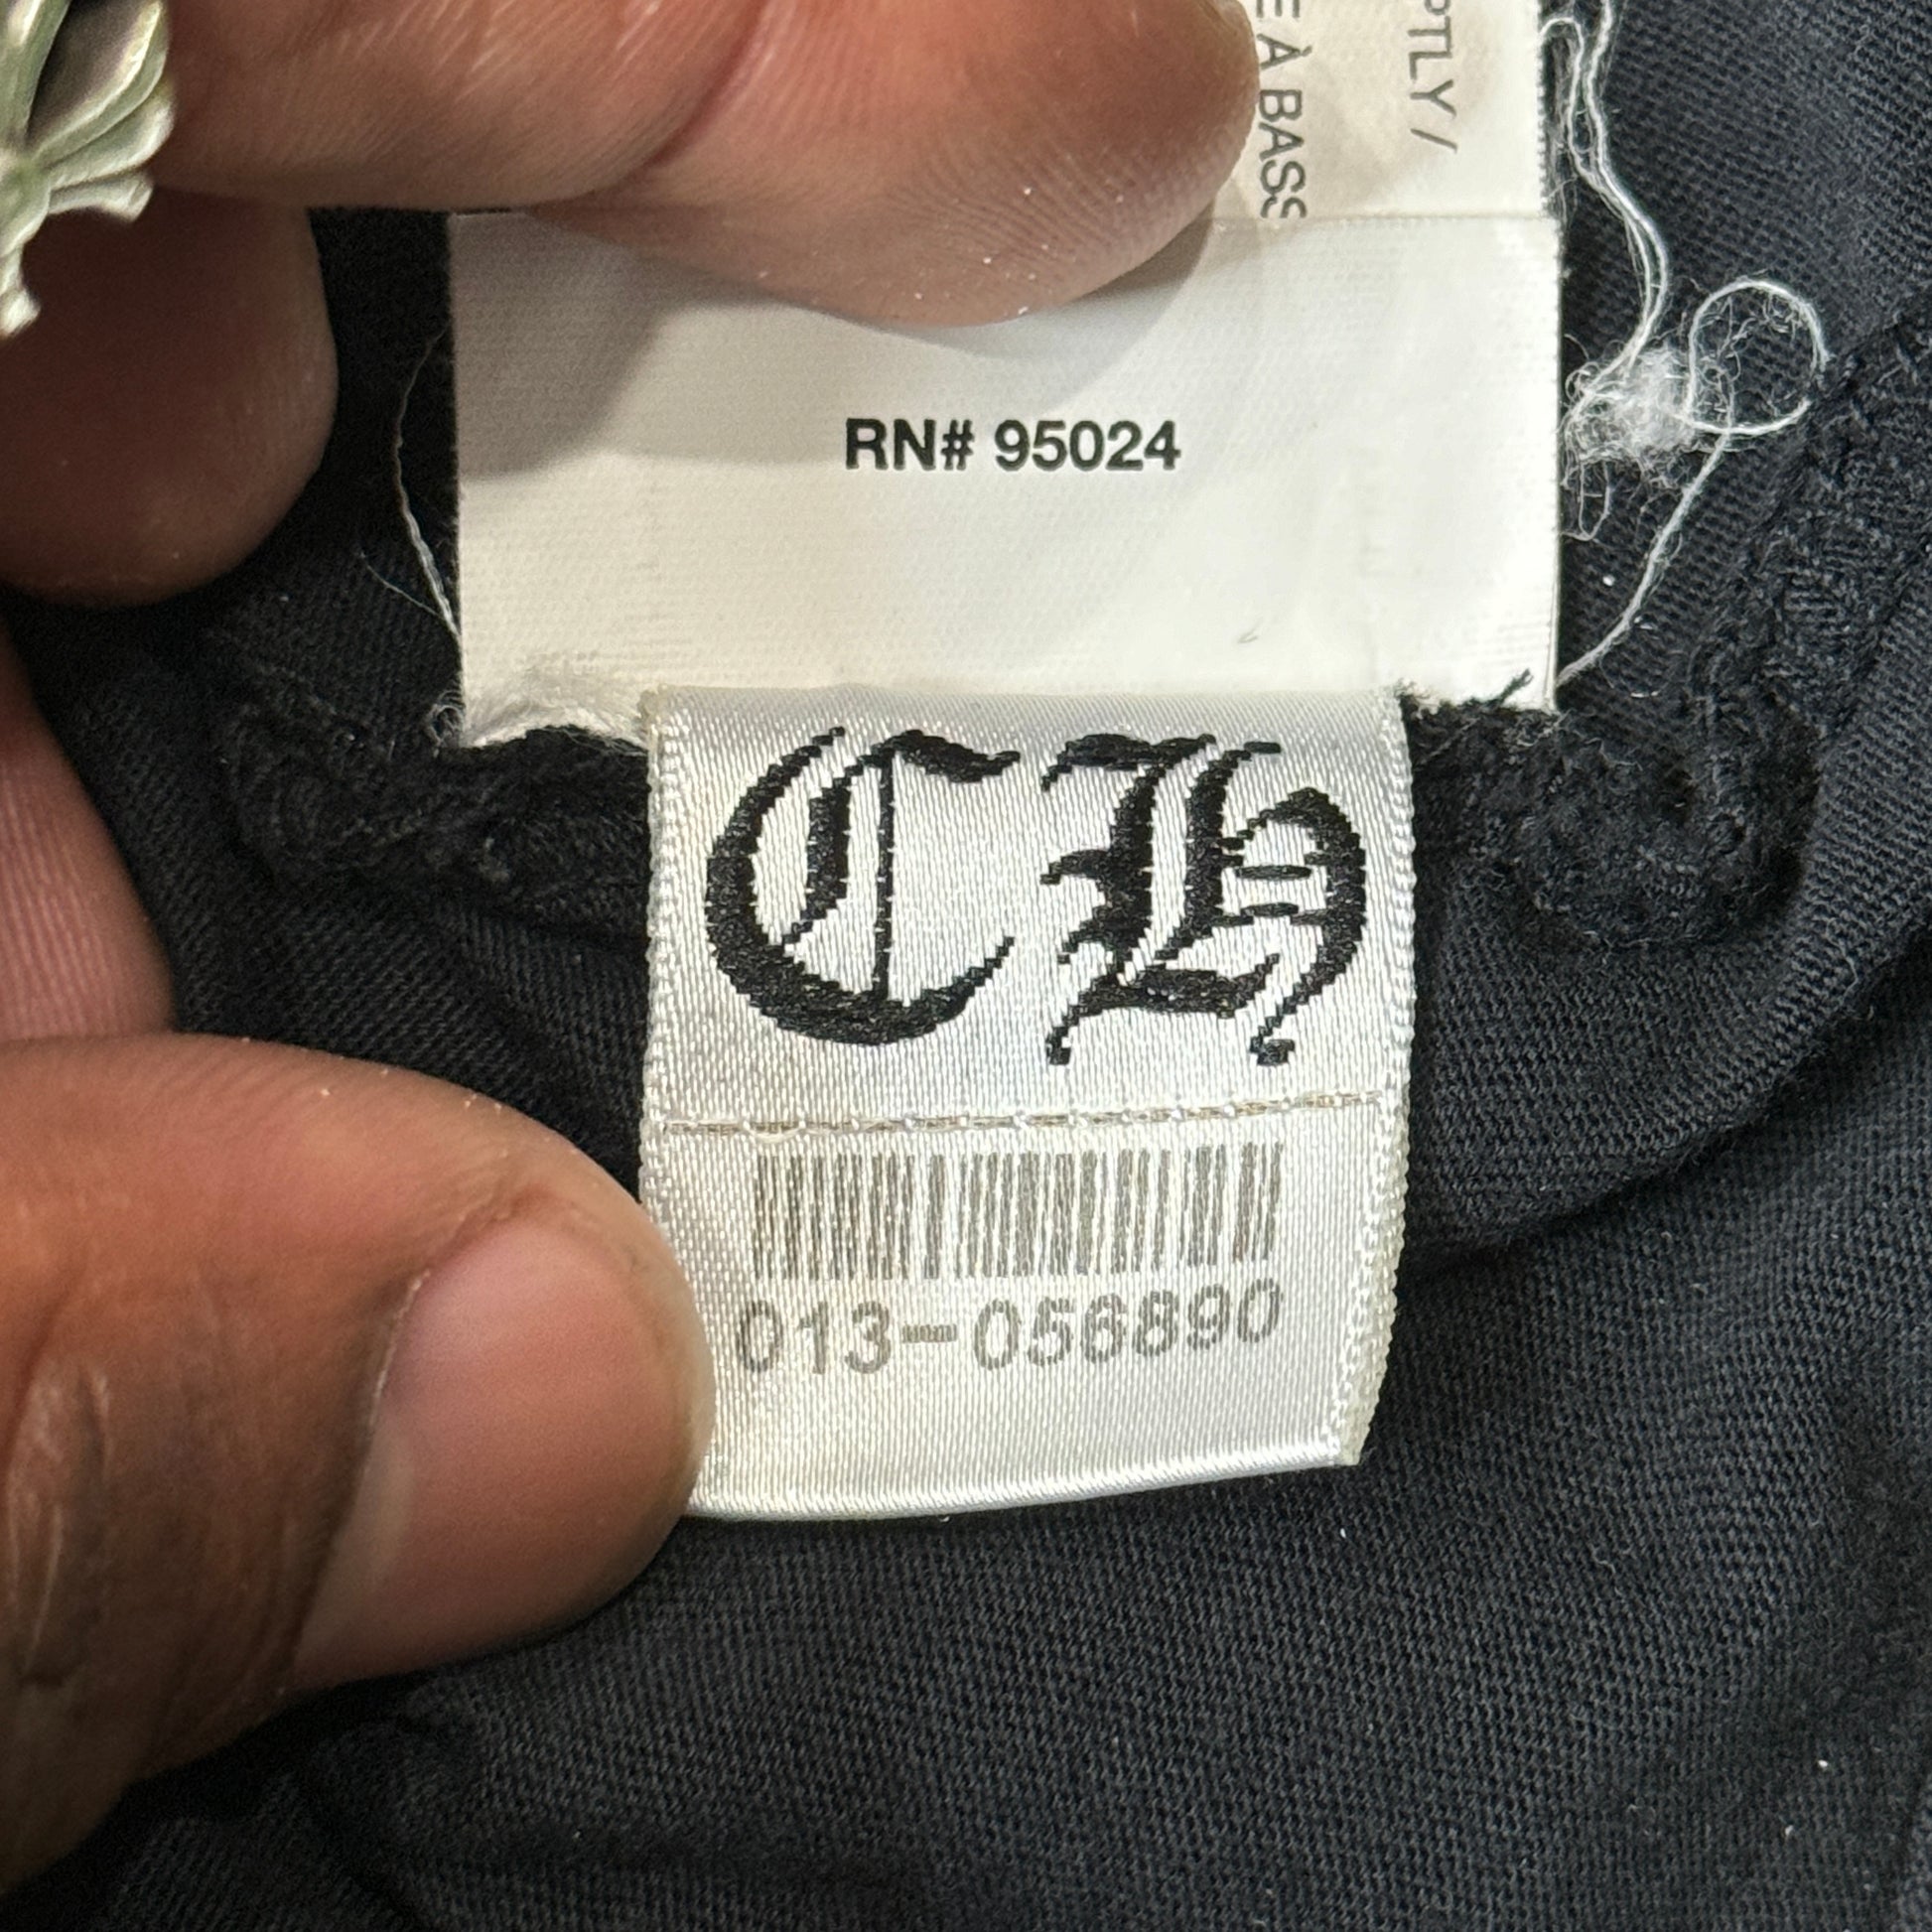 PTLY /
E À BASS
RN# 95024
CH
013-056890